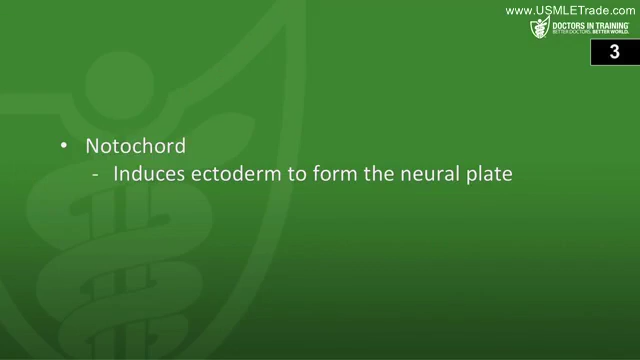 www.USMLETrade.com
DOCTORS IN TRAINING
BETTER DOCTORS. BETTER WORLD.
3
• Notochord
- Induces ectoderm to form the neural plate